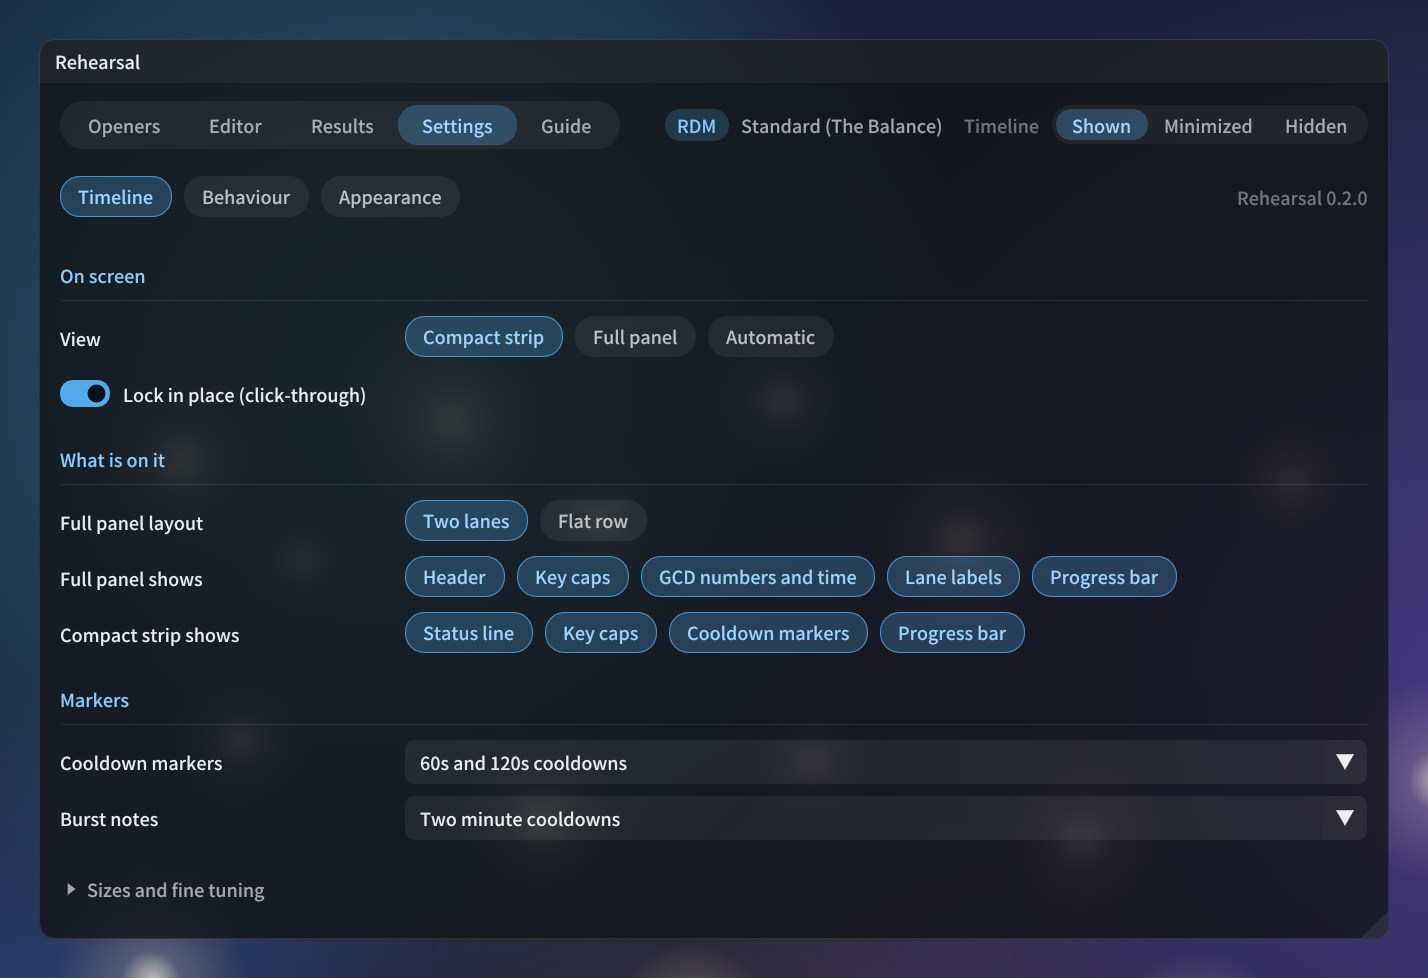 Rehearsal
Openers Editor Results Settings Guide RDM Standard (The Balance) Timeline Shown Minimized Hidden
Timeline Behaviour Appearance Rehearsal 0.2.0
On screen
View Compact strip Full panel Automatic
Lock in place (click-through)
What is on it
Full panel layout Two lanes Flat row
Full panel shows Header Key caps GCD numbers and time Lane labels Progress bar
Compact strip shows Status line Key caps Cooldown markers Progress bar
Markers
Cooldown markers 60s and 120s cooldowns
Burst notes Two minute cooldowns
Sizes and fine tuning